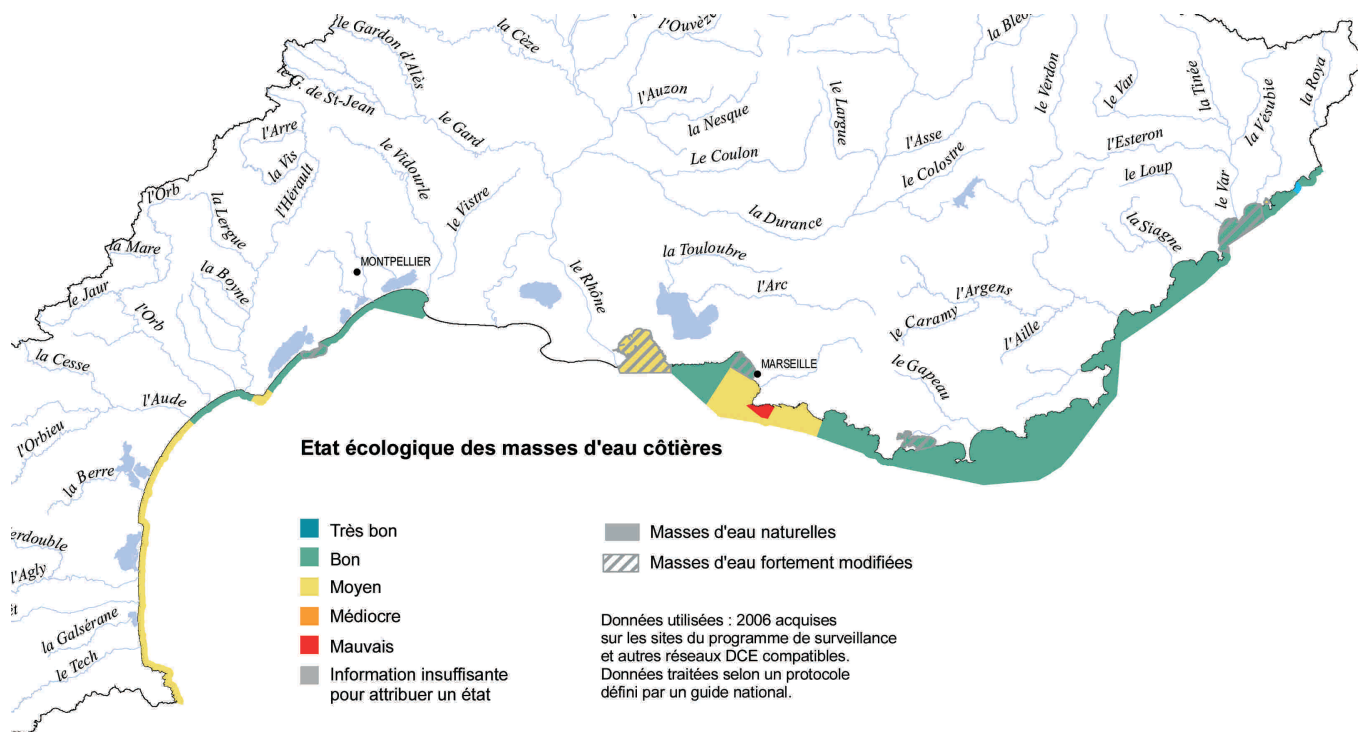 le Gardon d'Alès
la Cèze
l'Ouvèze
le G. de St-Jean
l'Auzon
la Nesque
le Largue
le Verdon
le Var
la Tinée
la Vésubie
la Roya
l'Arre
la Vis
l'Hérault
le Vidourle
le Gard
Le Coulon
l'Asse
l'Esteron
le Colostre
le Loup
l'Orb
la Lergue
le Vistre
la Durance
le Var
la Siagne
la Mare
la Boyne
MONTPELLIER
la Touloubre
le Rhône
l'Arc
l'Argens
le Jaur
l'Orb
le Caramy
l'Aille
la Cesse
MARSEILLE
le Gapeau
l'Aude
l'Orbieu
la Berre
Etat écologique des masses d'eau côtières
erdouble
l'Agly
la Galsérane
le Tech
Très bon
Bon
Moyen
Médiocre
Mauvais
Information insuffisante
pour attribuer un état
Masses d'eau naturelles
Masses d'eau fortement modifiées
Données utilisées : 2006 acquises
sur les sites du programme de surveillance
et autres réseaux DCE compatibles.
Données traitées selon un protocole
défini par un guide national.